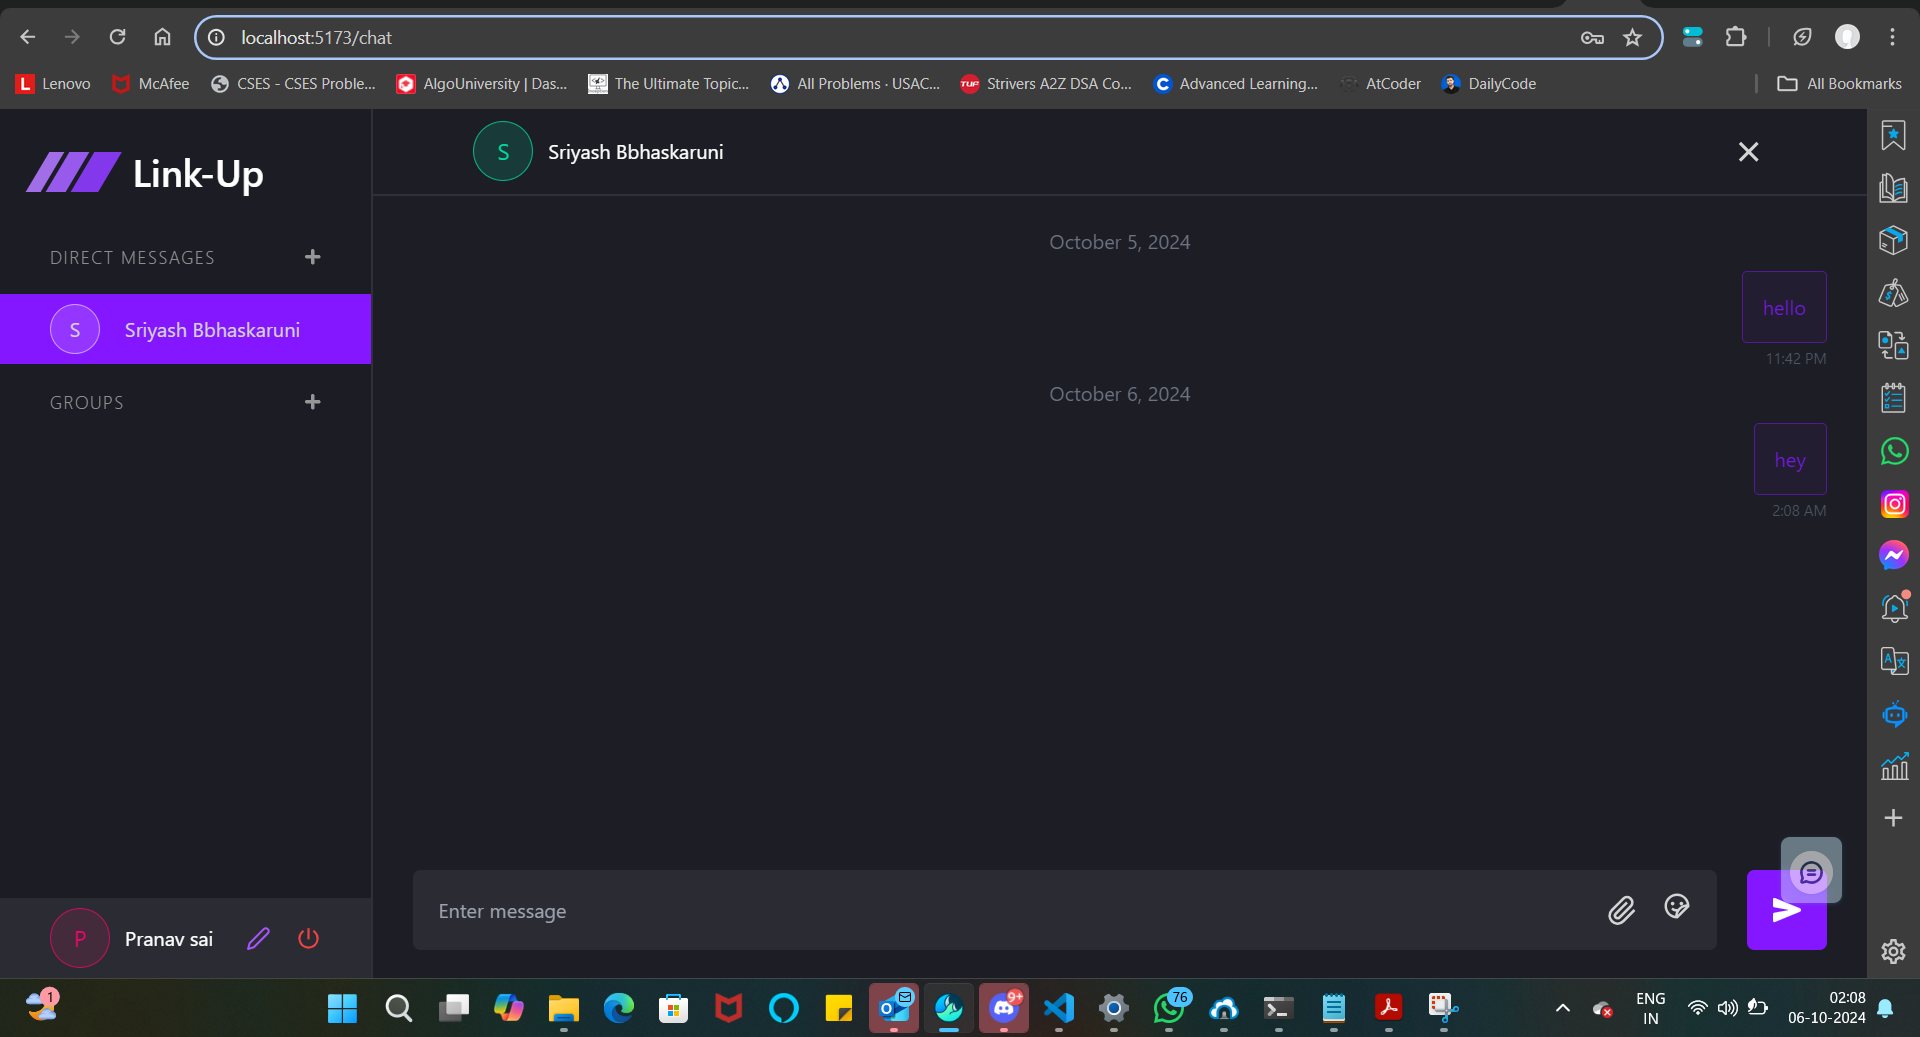 localhost:5173/chat
Lenovo
McAfee
CSES - CSES Proble...
AlgoUniversity | Das...
The Ultimate Topic...
All Problems · USAC...
TUF
Strivers A2Z DSA Co...
Advanced Learning...
AtCoder
DailyCode
All Bookmarks
Link-Up
S
Sriyash Bbhaskaruni
DIRECT MESSAGES
S
Sriyash Bbhaskaruni
GROUPS
October 5, 2024
hello
11:42 PM
October 6, 2024
hey
2:08 AM
Enter message
P
Pranav sai
1
9+
76
ENG
IN
02:08
06-10-2024